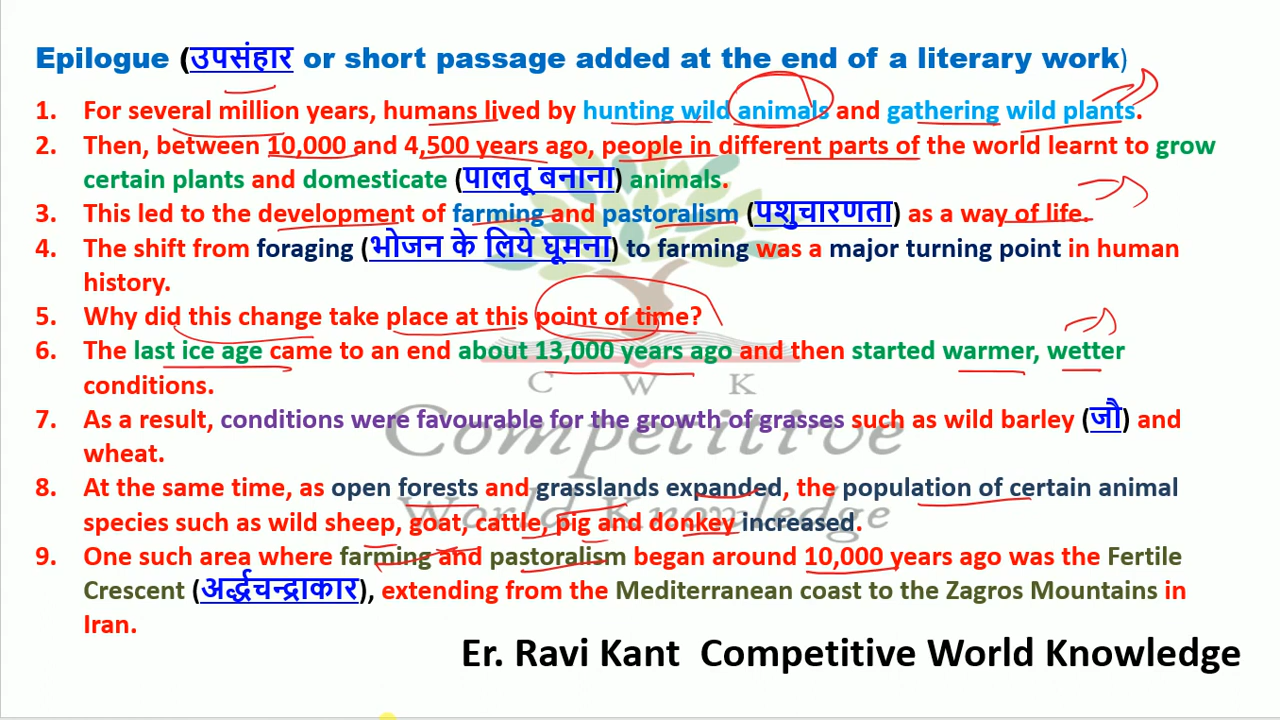 Epilogue (उपसंहार or short passage added at the end of a literary work)
1. For several million years, humans lived by hunting wild animals and gathering wild plants.
2. Then, between 10,000 and 4,500 years ago, people in different parts of the world learnt to grow
certain plants and domesticate (पालतू बनाना) animals.
3. This led to the development of farming and pastoralism (पशुचारणता) as a way of life.
4. The shift from foraging (भोजन के लिये घूमना) to farming was a major turning point in human
history.
5. Why did this change take place at this point of time?
6. The last ice age came to an end about 13,000 years ago and then started warmer, wetter
conditions.
C W K
7. As a result, conditions were favourable for the growth of grasses such as wild barley (जौ) and
wheat.
Competitive
8. At the same time, as open forests and grasslands expanded, the population of certain animal
species such as wild sheep, goat, cattle, pig and donkey increased.
World Knowledge
9. One such area where farming and pastoralism began around 10,000 years ago was the Fertile
Crescent (अर्द्धचन्द्राकार), extending from the Mediterranean coast to the Zagros Mountains in
Iran.
Er. Ravi Kant Competitive World Knowledge